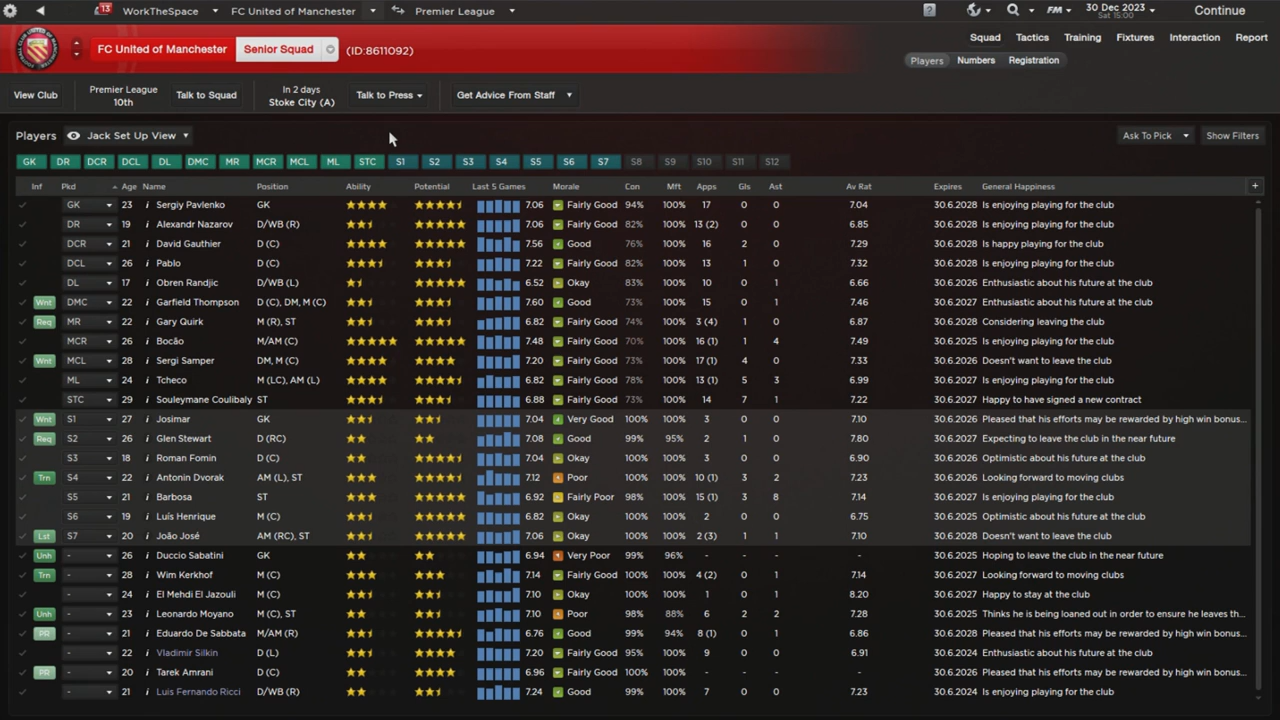 13 WorkTheSpace FC United of Manchester Premier League FM 30 Dec 2023 Sat 15:00 Continue
FC United of Manchester Senior Squad (ID:8611092)
Squad Tactics Training Fixtures Interaction Report
Players Numbers Registration
View Club Premier League 10th Talk to Squad In 2 days Stoke City (A) Talk to Press Get Advice From Staff
Players Jack Set Up View Ask To Pick Show Filters
GK DR DCR DCL DL DMC MR MCR MCL ML STC S1 S2 S3 S4 S5 S6 S7 S8 S9 S10 S11 S12
Inf Pkd Age Name Position Ability Potential Last 5 Games Morale Con Mft Apps Gls Ast Av Rat Expires General Happiness +
GK 23 i Sergiy Pavlenko GK 7.06 Fairly Good 94% 100% 17 0 0 7.04 30.6.2028 Is enjoying playing for the club
DR 19 i Alexandr Nazarov D/WB (R) 7.06 Fairly Good 82% 100% 13 (2) 0 0 6.85 30.6.2028 Is enjoying playing for the club
DCR 21 i David Gauthier D (C) 7.56 Good 76% 100% 16 2 0 7.29 30.6.2028 Is happy playing for the club
DCL 26 i Pablo D (C) 7.22 Fairly Good 82% 100% 13 1 0 7.32 30.6.2028 Is enjoying playing for the club
DL 17 i Obren Randjic D/WB (L) 6.52 Okay 83% 100% 10 0 1 6.66 30.6.2026 Enthusiastic about his future at the club
Wnt DMC 22 i Garfield Thompson D (C), DM, M (C) 7.60 Good 73% 100% 15 0 1 7.46 30.6.2027 Enthusiastic about his future at the club
Req MR 22 i Gary Quirk M (R), ST 6.82 Fairly Good 74% 100% 3 (4) 1 0 6.87 30.6.2028 Considering leaving the club
MCR 26 i Bocão M/AM (C) 7.48 Fairly Good 70% 100% 16 (1) 1 4 7.49 30.6.2025 Is enjoying playing for the club
Wnt MCL 28 i Sergi Samper DM, M (C) 7.20 Fairly Good 73% 100% 17 (1) 4 0 7.33 30.6.2026 Doesn't want to leave the club
ML 24 i Tcheco M (LC), AM (L) 6.82 Fairly Good 78% 100% 13 (1) 5 3 6.99 30.6.2027 Is enjoying playing for the club
STC 29 i Souleymane Coulibaly ST 6.88 Fairly Good 73% 100% 14 7 1 7.22 30.6.2027 Happy to have signed a new contract
Wnt S1 27 i Josimar GK 7.04 Very Good 100% 100% 3 0 0 7.10 30.6.2026 Pleased that his efforts may be rewarded by high win bonus...
Req S2 26 i Glen Stewart D (RC) 7.08 Good 99% 95% 2 1 0 7.80 30.6.2027 Expecting to leave the club in the near future
S3 18 i Roman Fomin D (C) 7.04 Okay 100% 100% 3 0 0 6.90 30.6.2026 Optimistic about his future at the club
Trn S4 22 i Antonin Dvorak AM (L), ST 7.12 Poor 100% 100% 10 (1) 3 2 7.23 30.6.2028 Looking forward to moving clubs
S5 21 i Barbosa ST 6.92 Fairly Poor 98% 100% 15 (1) 3 8 7.14 30.6.2027 Is enjoying playing for the club
S6 19 i Luís Henrique M (C) 6.82 Okay 100% 100% 2 0 0 6.75 30.6.2025 Optimistic about his future at the club
Lst S7 20 i João José AM (RC), ST 7.06 Okay 100% 100% 2 (3) 1 1 7.10 30.6.2028 Doesn't want to leave the club
Unh - 26 i Duccio Sabatini GK 6.94 Very Poor 99% 96% - - - - 30.6.2025 Hoping to leave the club in the near future
Trn - 28 i Wim Kerkhof M (C) 7.14 Fairly Good 100% 100% 4 (2) 0 1 7.14 30.6.2027 Looking forward to moving clubs
- 24 i El Mehdi El Jazouli M (C) 7.10 Okay 100% 100% 1 0 1 8.20 30.6.2027 Happy to stay at the club
Unh - 23 i Leonardo Moyano M (C), ST 7.10 Poor 98% 88% 6 0 2 7.28 30.6.2025 Thinks he is being loaned out in order to ensure he leaves th...
PR - 21 i Eduardo De Sabbata M/AM (R) 6.76 Good 99% 94% 8 (1) 0 1 6.86 30.6.2028 Pleased that his efforts may be rewarded by high win bonus...
- 22 i Vladimir Silkin D (L) 7.20 Fairly Good 95% 100% 9 0 1 6.91 30.6.2024 Enthusiastic about his future at the club
PR - 20 i Tarek Amrani D (C) 6.96 Fairly Good 100% 100% - - - - 30.6.2026 Pleased that his efforts may be rewarded by high win bonus...
- 21 i Luis Fernando Ricci D/WB (R) 7.24 Good 99% 100% 7 0 1 7.23 30.6.2024 Is enjoying playing for the club